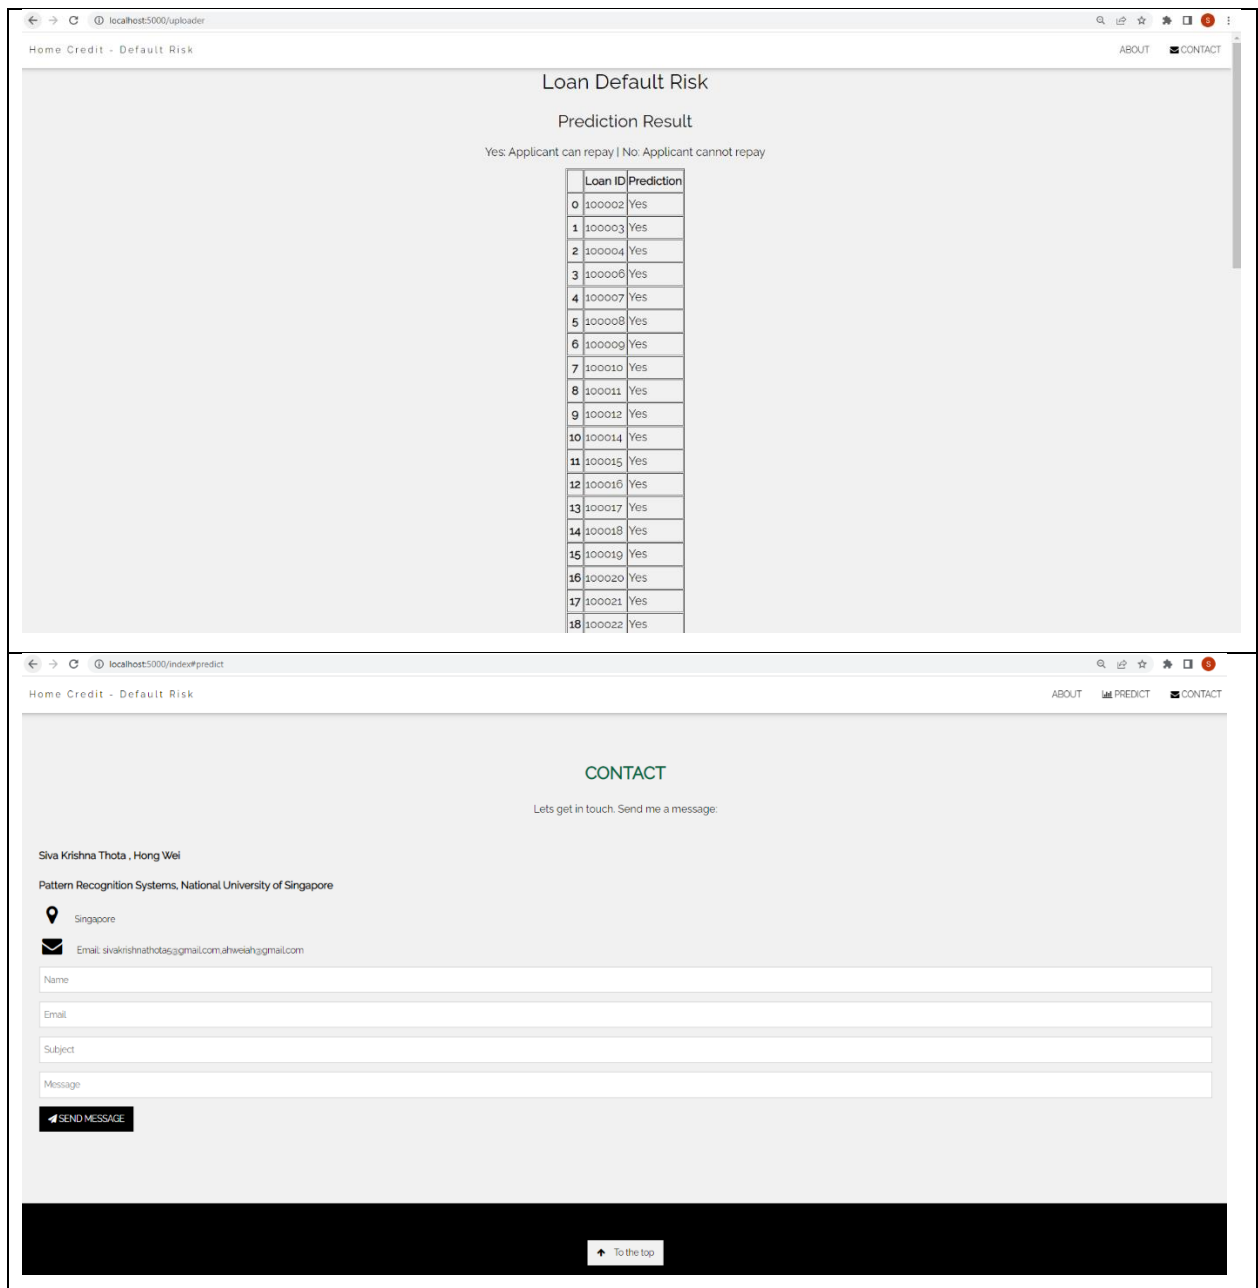 localhost:5000/uploader
Home Credit - Default Risk
ABOUT
CONTACT
Loan Default Risk
Prediction Result
Yes: Applicant can repay | No: Applicant cannot repay
Loan ID Prediction
0 100002 Yes
1 100003 Yes
2 100004 Yes
3 100006 Yes
4 100007 Yes
5 100008 Yes
6 100009 Yes
7 100010 Yes
8 100011 Yes
9 100012 Yes
10 100014 Yes
11 100015 Yes
12 100016 Yes
13 100017 Yes
14 100018 Yes
15 100019 Yes
16 100020 Yes
17 100021 Yes
18 100022 Yes
localhost:5000/index#predict
Home Credit - Default Risk
ABOUT
PREDICT
CONTACT
CONTACT
Lets get in touch. Send me a message:
Siva Krishna Thota , Hong Wei
Pattern Recognition Systems, National University of Singapore
Singapore
Email: sivakrishnathota5@gmail.com,ahweiah@gmail.com
Name
Email
Subject
Message
SEND MESSAGE
To the top